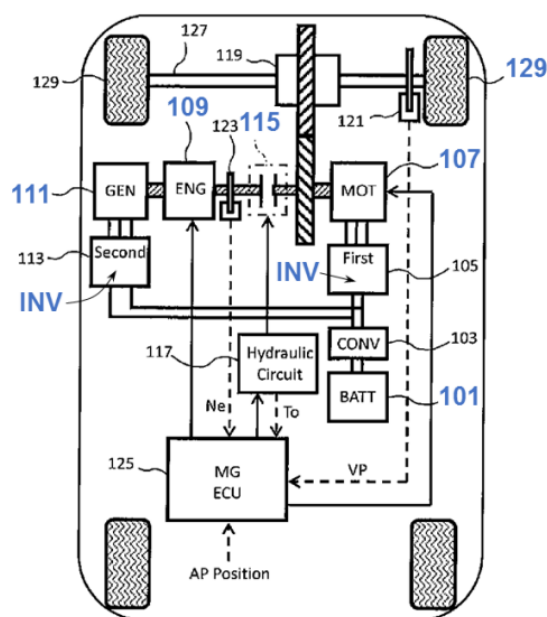 127
119
129
129
121
109
123
115
107
111
GEN
ENG
MOT
113
Second
INV
First
INV
105
117
Hydraulic
Circuit
CONV
103
BATT
101
Ne
To
125
MG
ECU
VP
AP Position